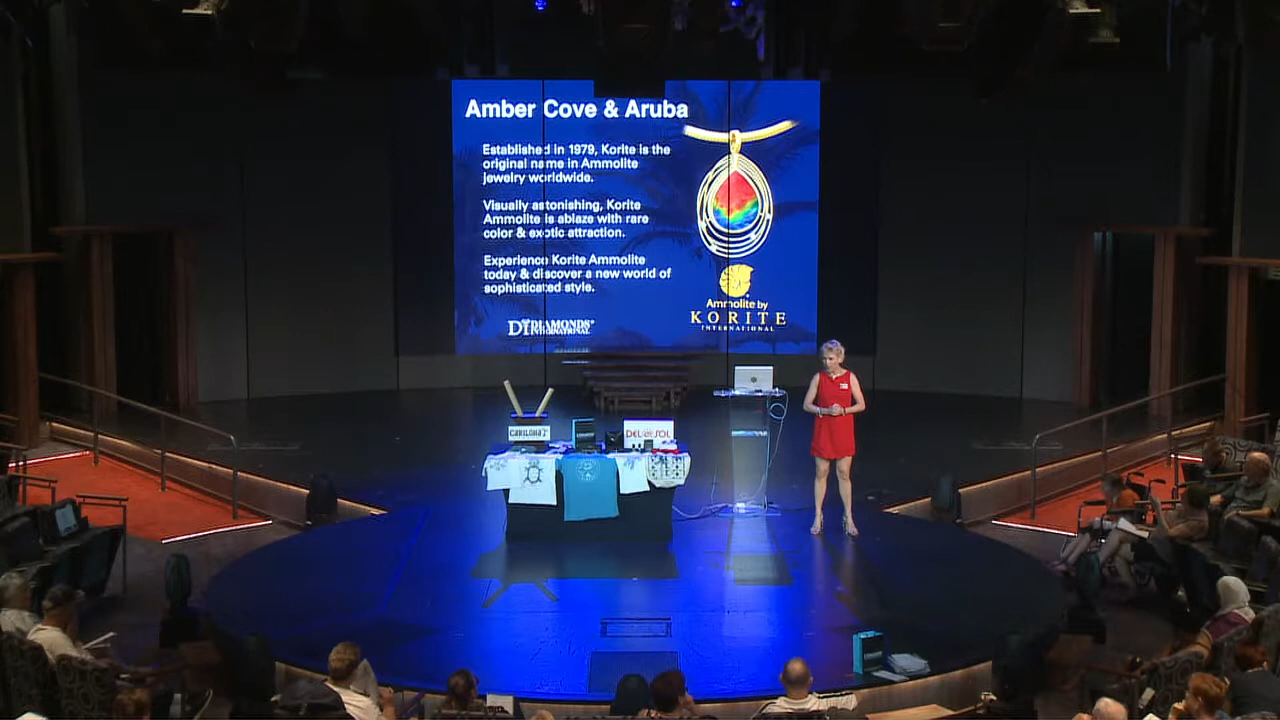 Amber Cove & Aruba
Established in 1979, Korite is the
original name in Ammolite
jewelry worldwide.
Visually astonishing, Korite
Ammolite is ablaze with rare
color & exotic attraction.
Experience Korite Ammolite
today & discover a new world of
sophisticated style.
DI DIAMONDS
INTERNATIONAL
Ammolite by
KORITE
INTERNATIONAL
CARILOHA
DEL SOL